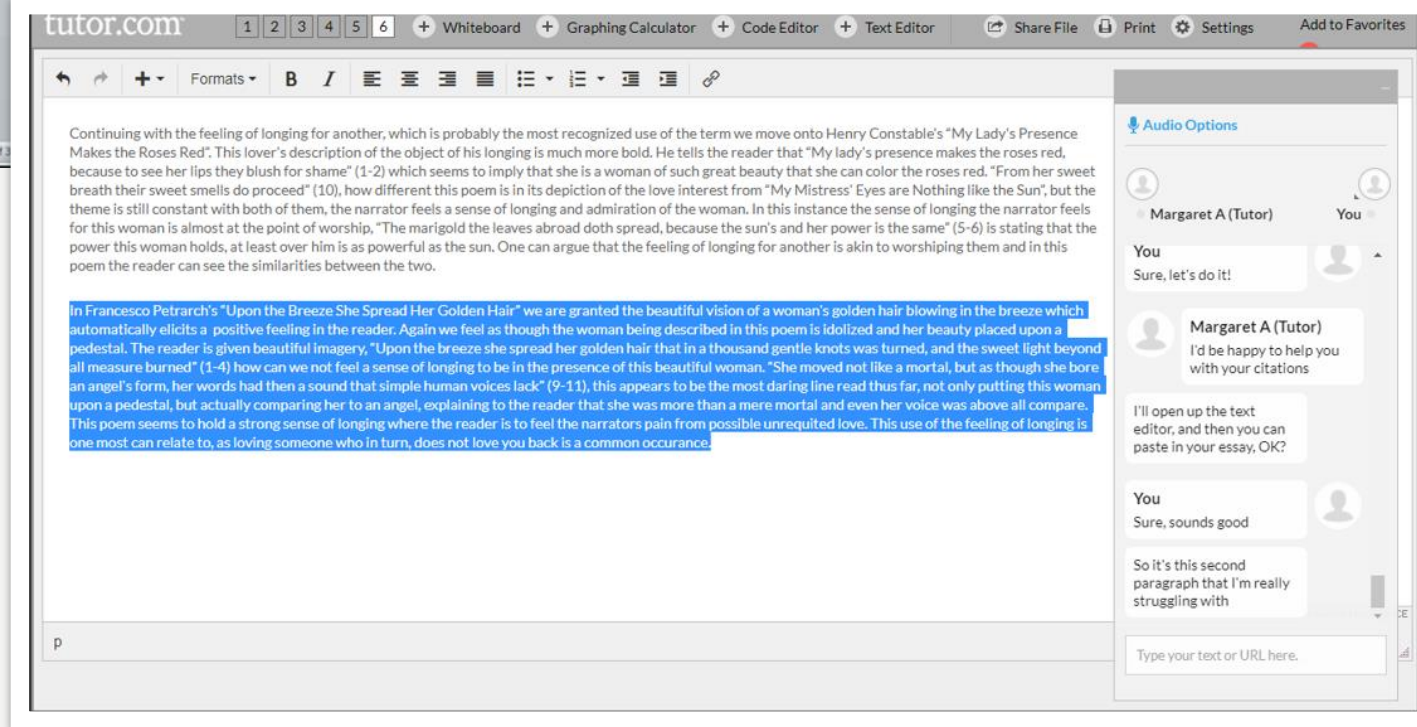 tutor.com
1 2 3 4 5 6
Whiteboard
Graphing Calculator
Code Editor
Text Editor
Share File
Print
Settings
Add to Favorites
Formats
B I
Continuing with the feeling of longing for another, which is probably the most recognized use of the term we move onto Henry Constable's "My Lady's Presence
Makes the Roses Red". This lover's description of the object of his longing is much more bold. He tells the reader that "My lady's presence makes the roses red,
because to see her lips they blush for shame" (1-2) which seems to imply that she is a woman of such great beauty that she can color the roses red. "From her sweet
breath their sweet smells do proceed" (10), how different this poem is in its depiction of the love interest from "My Mistress' Eyes are Nothing like the Sun", but the
theme is still constant with both of them, the narrator feels a sense of longing and admiration of the woman. In this instance the sense of longing the narrator feels
for this woman is almost at the point of worship, "The marigold the leaves abroad doth spread, because the sun's and her power is the same" (5-6) is stating that the
power this woman holds, at least over him is as powerful as the sun. One can argue that the feeling of longing for another is akin to worshiping them and in this
poem the reader can see the similarities between the two.
In Francesco Petrarch's "Upon the Breeze She Spread Her Golden Hair" we are granted the beautiful vision of a woman's golden hair blowing in the breeze which
automatically elicits a positive feeling in the reader. Again we feel as though the woman being described in this poem is idolized and her beauty placed upon a
pedestal. The reader is given beautiful imagery, "Upon the breeze she spread her golden hair that in a thousand gentle knots was turned, and the sweet light beyond
all measure burned" (1-4) how can we not feel a sense of longing to be in the presence of this beautiful woman. "She moved not like a mortal, but as though she bore
an angel's form, her words had then a sound that simple human voices lack" (9-11), this appears to be the most daring line read thus far, not only putting this woman
upon a pedestal, but actually comparing her to an angel, explaining to the reader that she was more than a mere mortal and even her voice was above all compare.
This poem seems to hold a strong sense of longing where the reader is to feel the narrators pain from possible unrequited love. This use of the feeling of longing is
one most can relate to, as loving someone who in turn, does not love you back is a common occurance.
p
Audio Options
Margaret A (Tutor)
You
You
Sure, let's do it!
Margaret A (Tutor)
I'd be happy to help you
with your citations
I'll open up the text
editor, and then you can
paste in your essay, OK?
You
Sure, sounds good
So it's this second
paragraph that I'm really
struggling with
Type your text or URL here.